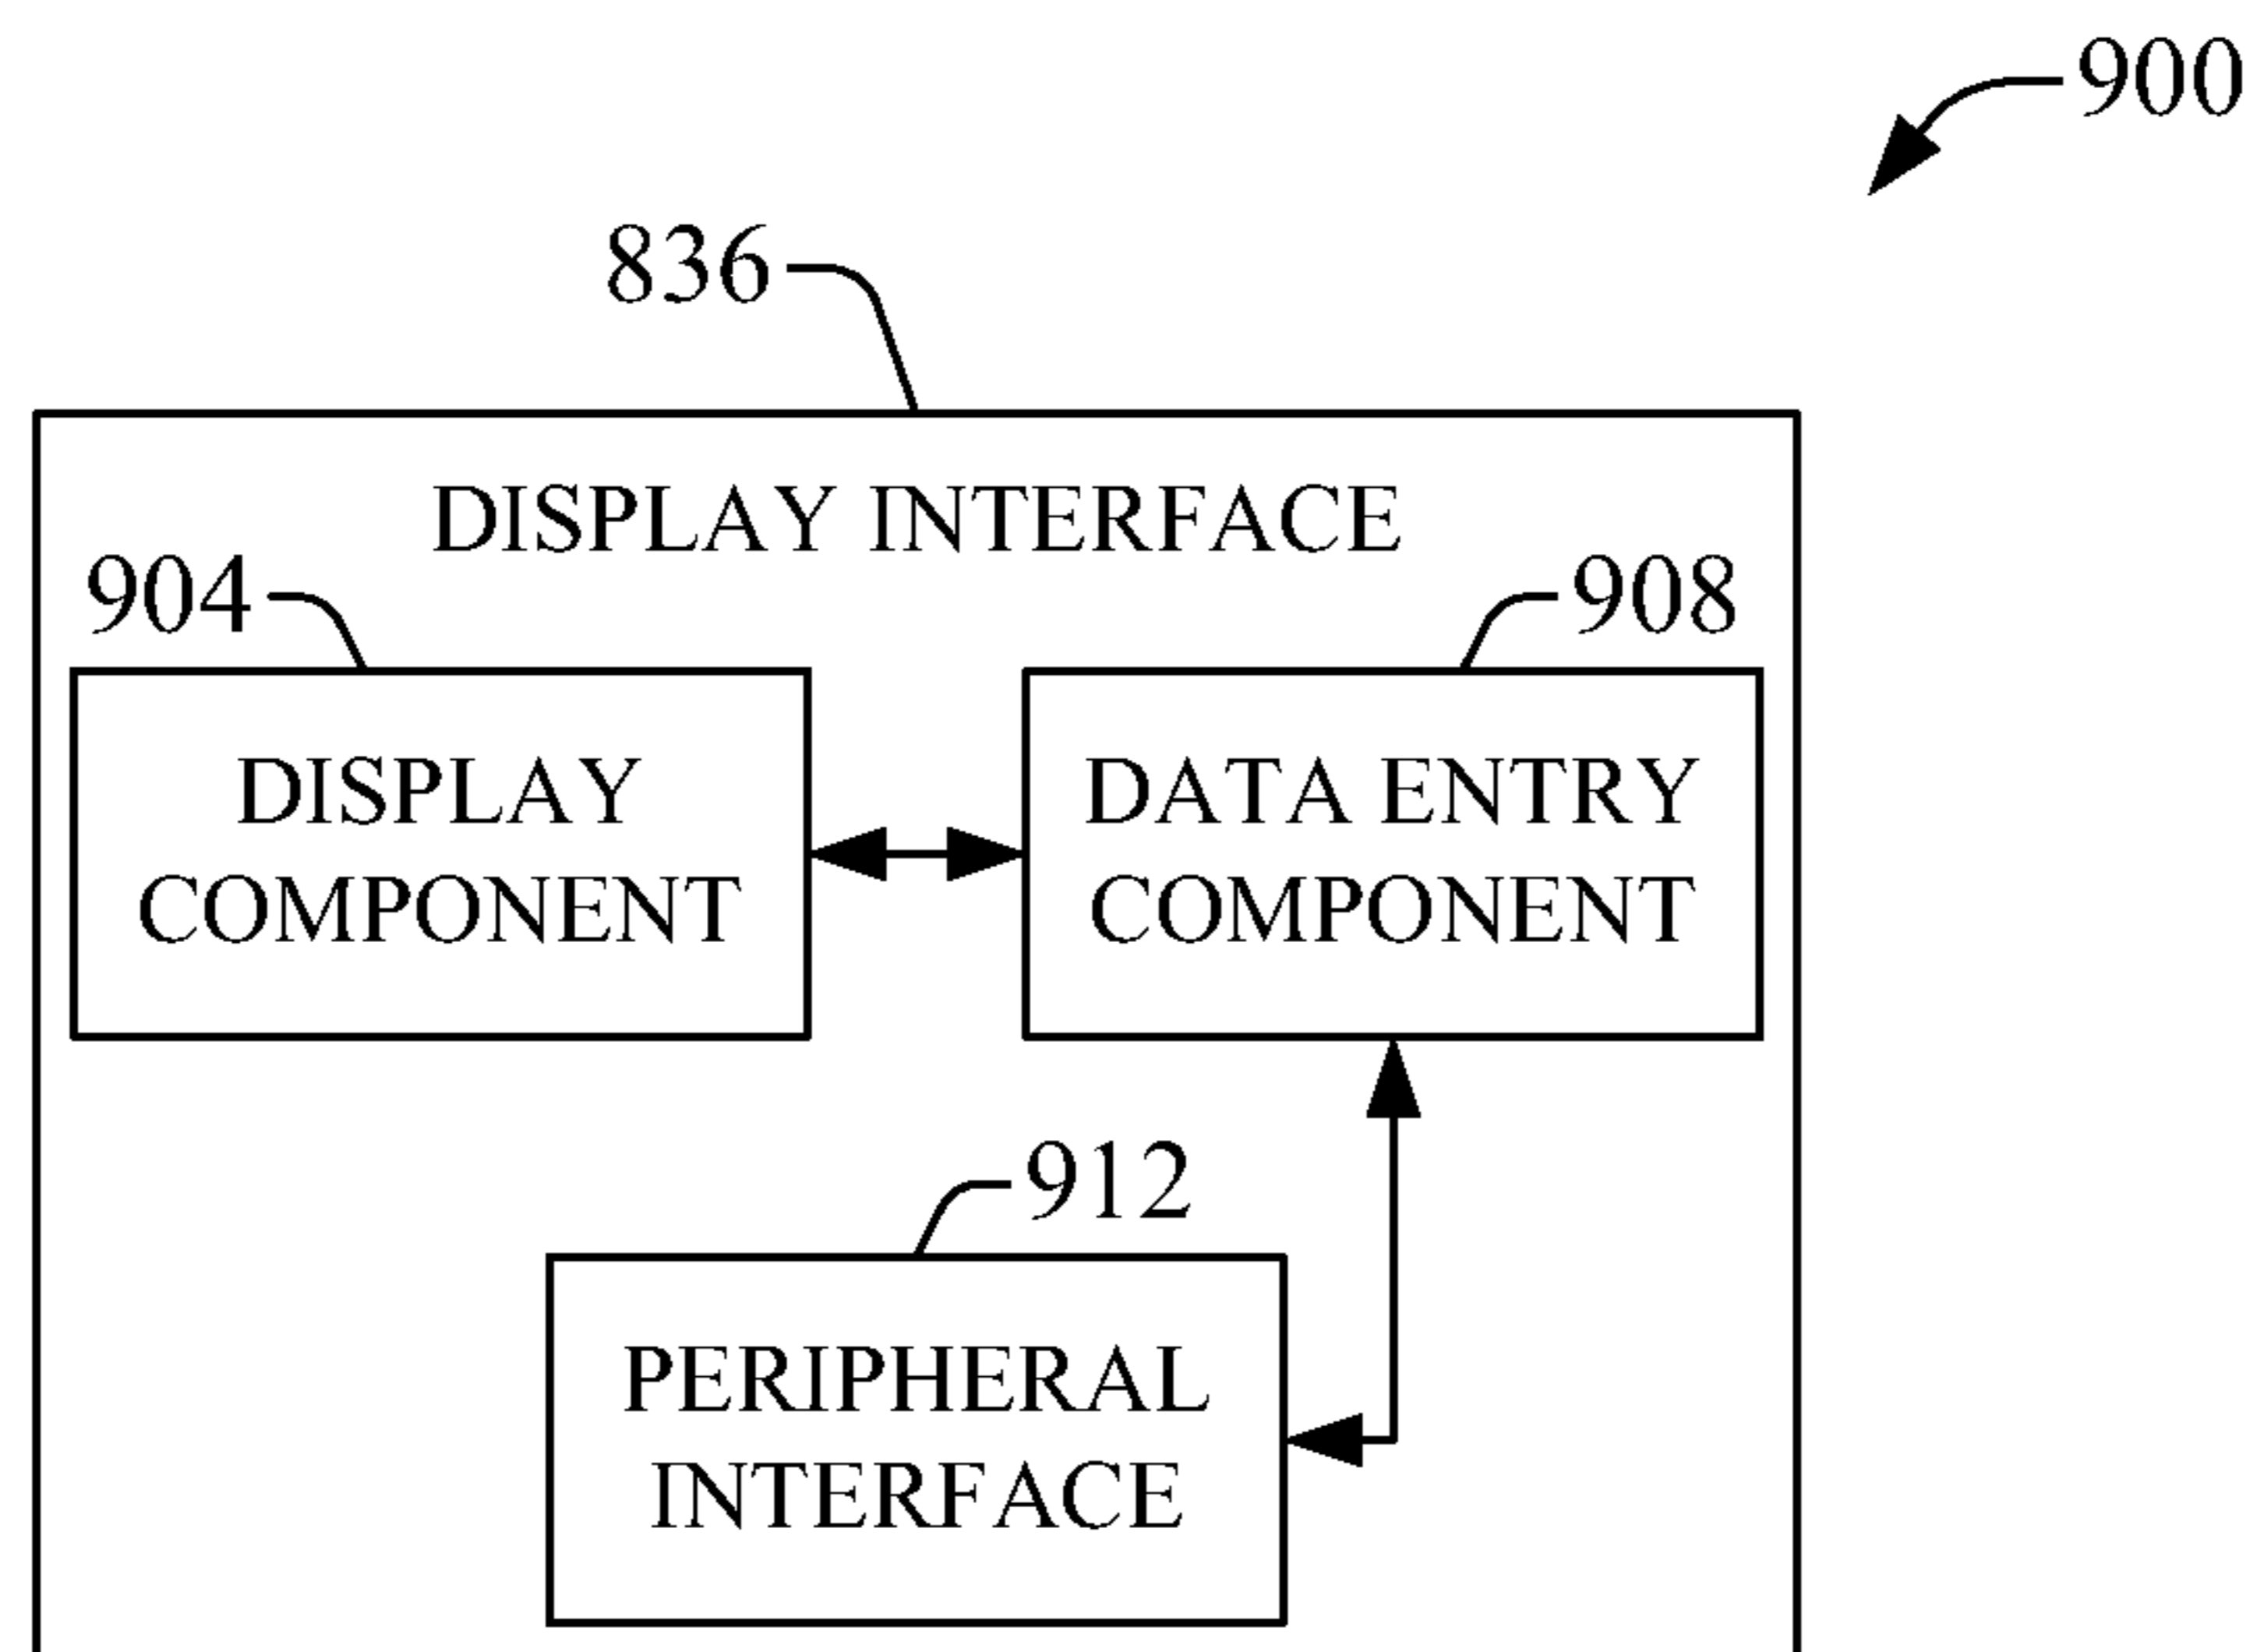 900
836
DISPLAY INTERFACE
904
908
DISPLAY
COMPONENT
DATA ENTRY
COMPONENT
912
PERIPHERAL
INTERFACE